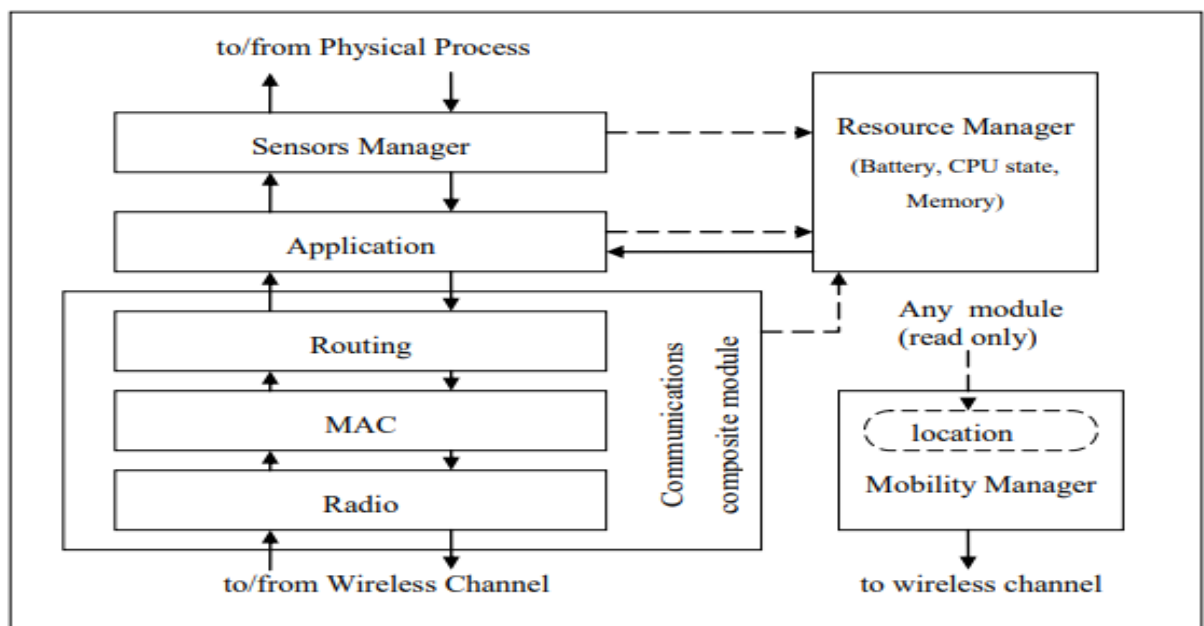 to/from Physical Process
Sensors Manager
Application
Routing
MAC
Radio
Communications
composite module
to/from Wireless Channel
Resource Manager
(Battery, CPU state,
Memory)
Any module
(read only)
location
Mobility Manager
to wireless channel